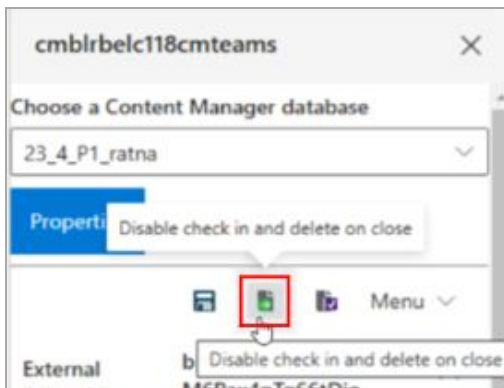 cmblrbelc118cmteams
Choose a Content Manager database
23_4_P1_ratna
Properti
Disable check in and delete on close
Menu
Disable check in and delete on close
External b